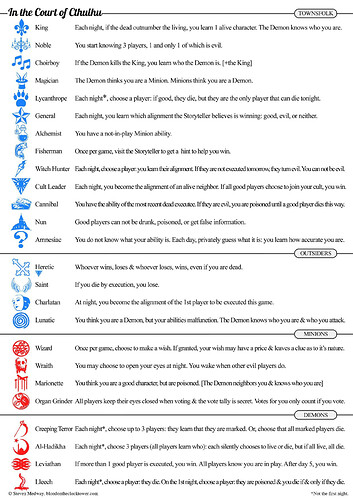 In the Court of Cthulhu
TOWNSFOLK
King Each night, if the dead outnumber the living, you learn 1 alive character. The Demon knows who you are.
Noble You start knowing 3 players, 1 and only 1 of which is evil.
Choirboy If the Demon kills the King, you learn who the Demon is. [+the King]
Magician The Demon thinks you are a Minion. Minions think you are a Demon.
Lycanthrope Each night*, choose a player: if good, they die, but they are the only player that can die tonight.
General Each night, you learn which alignment the Storyteller believes is winning: good, evil, or neither.
Alchemist You have a not-in-play Minion ability.
Fisherman Once per game, visit the Storyteller to get a hint to help you win.
Witch Hunter Each night, choose a player: you learn their alignment. If they are not executed tomorrow, they turn evil. You can not be evil.
Cult Leader Each night, you become the alignment of an alive neighbor. If all good players choose to join your cult, you win.
Cannibal You have the ability of the most recent dead executee. If they are evil, you are poisoned until a good player dies this way.
Nun Good players can not be drunk, poisoned, or get false information.
Amnesiac You do not know what your ability is. Each day, privately guess what it is: you learn how accurate you are.
OUTSIDERS
Heretic Whoever wins, loses & whoever loses, wins, even if you are dead.
Saint If you die by execution, you lose.
Charlatan At night, you become the alignment of the 1st player to be executed this game.
Lunatic You think you are a Demon, but your abilities malfunction. The Demon knows who you are & who you attack.
MINIONS
Wizard Once per game, choose to make a wish. If granted, your wish may have a price & leaves a clue as to it's nature.
Wraith You may choose to open your eyes at night. You wake when other evil players do.
Marionette You think you are a good character, but are poisoned. [The Demon neighbors you & knows who you are]
Organ Grinder All players keep their eyes closed when voting & the vote tally is secret. Votes for you only count if you vote.
DEMONS
Creeping Terror Each night*, choose up to 3 players: they learn that they are marked. Or, choose that all marked players die.
Al-Hadikhia Each night*, choose 3 players (all players learn who): each silently chooses to live or die, but if all live, all die.
Leviathan If more than 1 good player is executed, you win. All players know you are in play. After day 5, you win.
Lleech Each night*, a player dies. On the 1st night, choose a player: they are poisoned & you die if & only if they die.
© Steven Medway. bloodontheclocktower.com
*Not the first night.